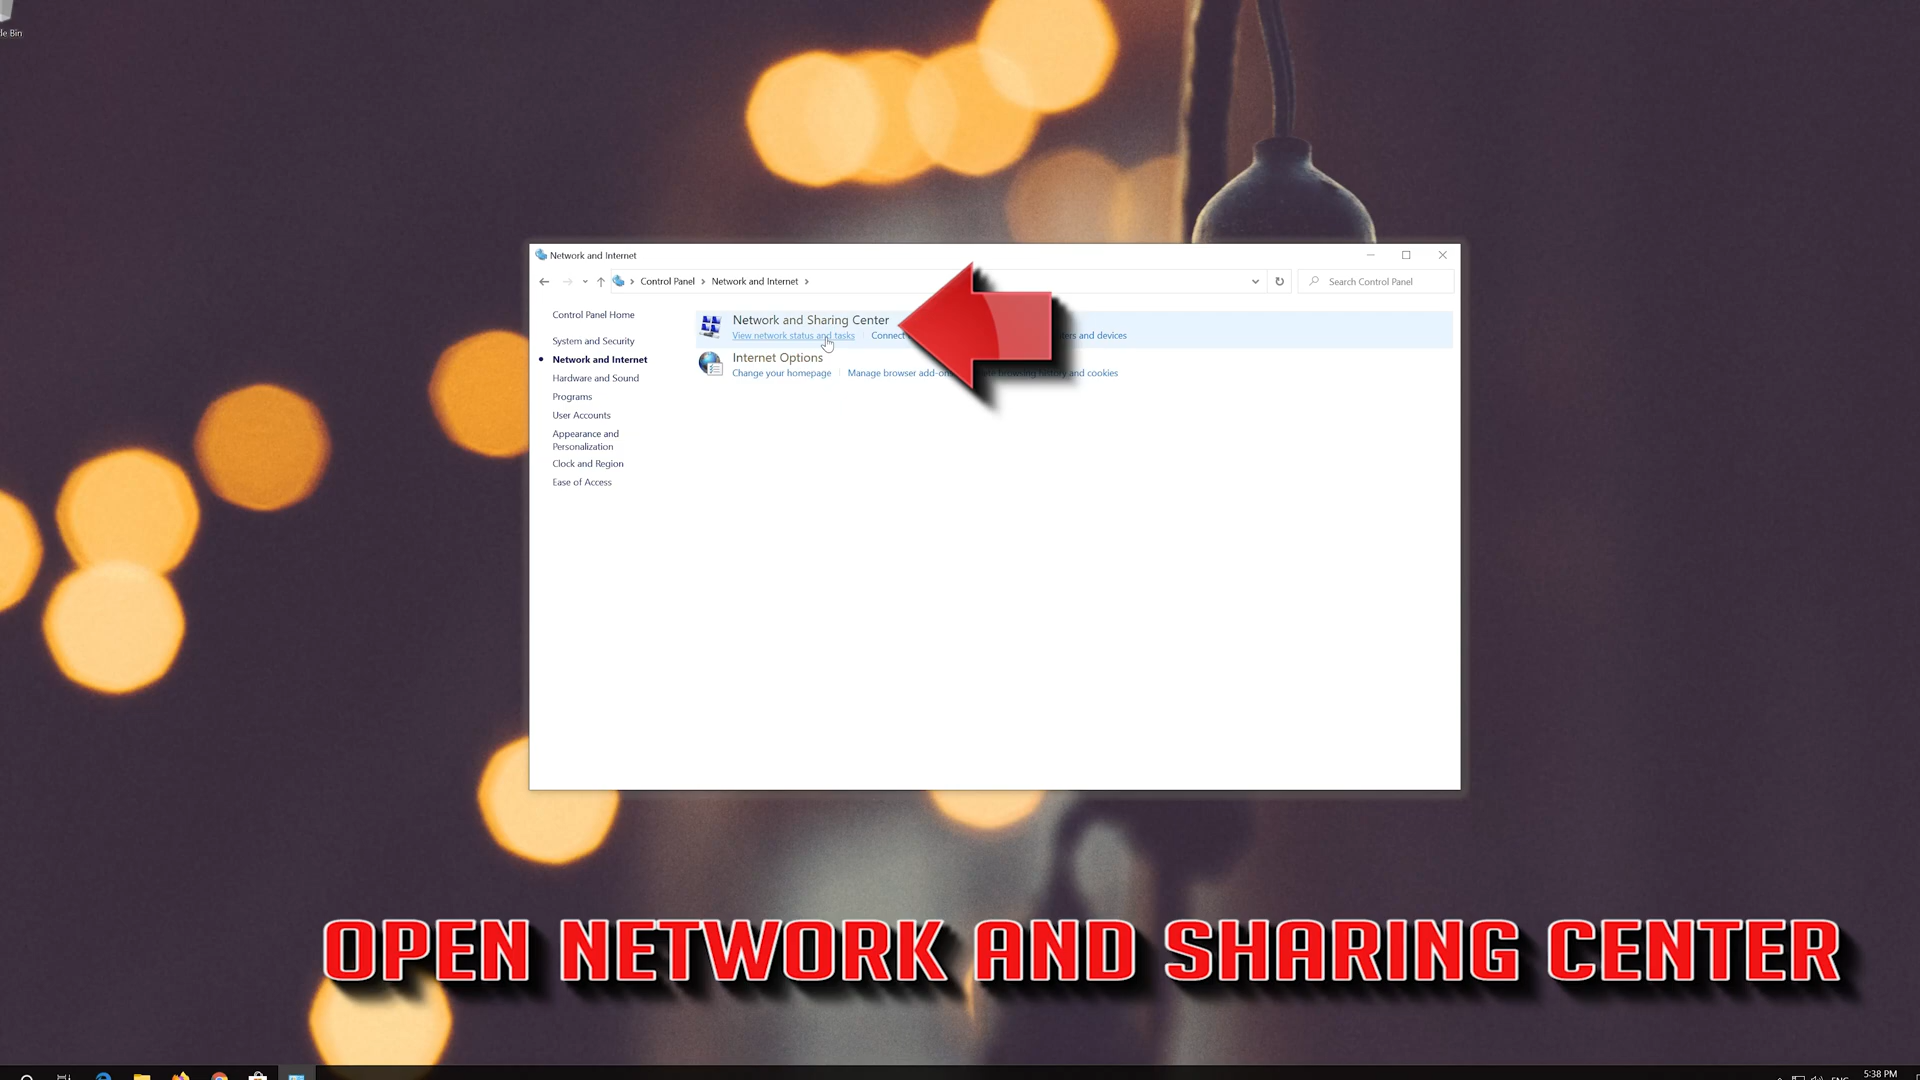 le Bin
Network and Internet
Control Panel > Network and Internet >
Search Control Panel
Control Panel Home
System and Security
Network and Internet
Hardware and Sound
Programs
User Accounts
Appearance and
Personalization
Clock and Region
Ease of Access
Network and Sharing Center
View network status and tasks
Connect
and devices
Internet Options
Change your homepage
Manage browser
browsing history and cookies
OPEN NETWORK AND SHARING CENTER
ENG
5:38 PM